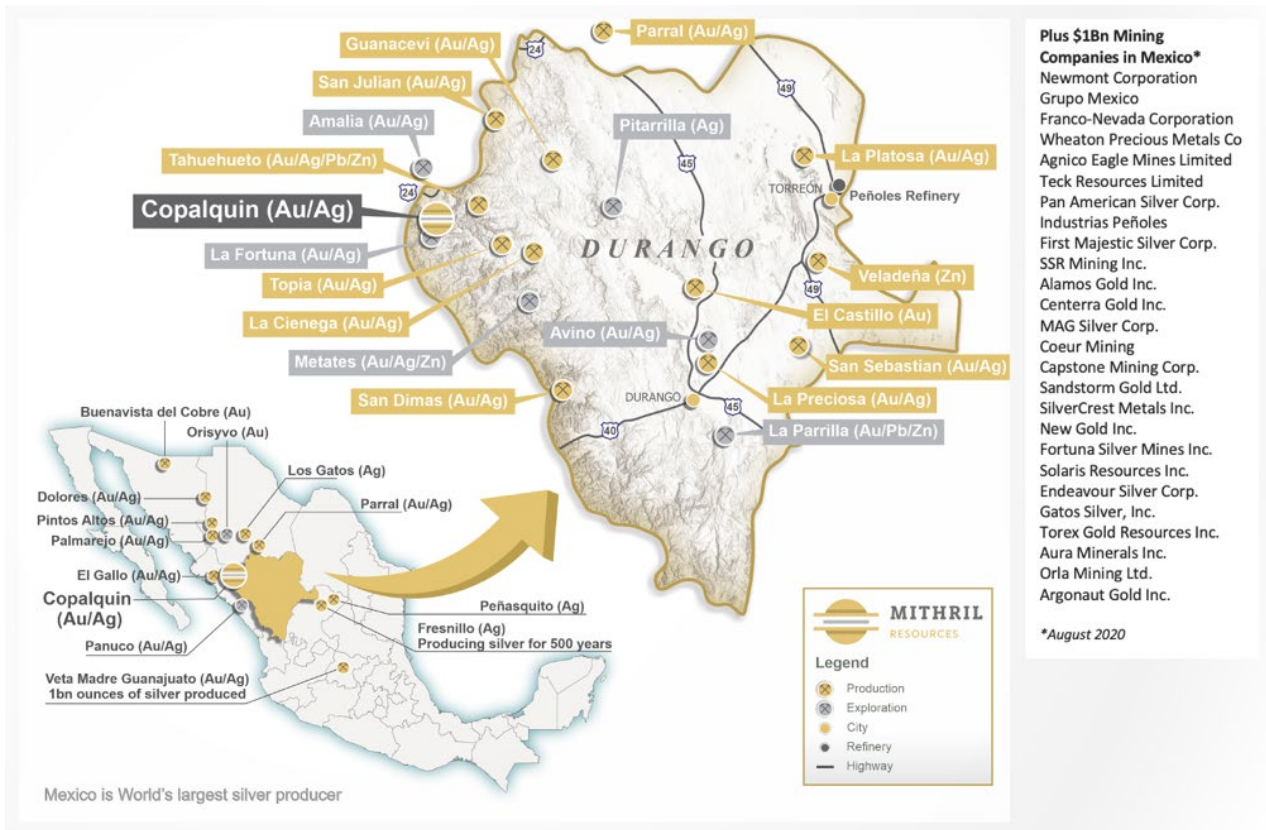 Parral (Au/Ag)
Guanacevi (Au/Ag)
24
San Julian (Au/Ag)
49
Amalia (Au/Ag)
Pitarrilla (Ag)
Tahuehueto (Au/Ag/Pb/Zn)
45
La Platosa (Au/Ag)
24
TORREÓN
Peñoles Refinery
Copalquin (Au/Ag)
DURANGO
La Fortuna (Au/Ag)
Veladeña (Zn)
Topia (Au/Ag)
49
La Cienega (Au/Ag)
El Castillo (Au)
Avino (Au/Ag)
Metates (Au/Ag/Zn)
San Sebastian (Au/Ag)
San Dimas (Au/Ag)
DURANGO
La Preciosa (Au/Ag)
45
40
La Parrilla (Au/Pb/Zn)
Buenavista del Cobre (Au)
Orisyvo (Au)
Los Gatos (Ag)
Dolores (Au/Ag)
Parral (Au/Ag)
Pintos Altos (Au/Ag)
Palmarejo (Au/Ag)
El Gallo (Au/Ag)
Copalquin
(Au/Ag)
Peñasquito (Ag)
Fresnillo (Ag)
Producing silver for 500 years
Panuco (Au/Ag)
Veta Madre Guanajuato (Au/Ag)
1bn ounces of silver produced
Mexico is World's largest silver producer
MITHRIL
RESOURCES
Legend
Production
Exploration
City
Refinery
Highway
Plus $1Bn Mining
Companies in Mexico*
Newmont Corporation
Grupo Mexico
Franco-Nevada Corporation
Wheaton Precious Metals Co
Agnico Eagle Mines Limited
Teck Resources Limited
Pan American Silver Corp.
Industrias Peñoles
First Majestic Silver Corp.
SSR Mining Inc.
Alamos Gold Inc.
Centerra Gold Inc.
MAG Silver Corp.
Coeur Mining
Capstone Mining Corp.
Sandstorm Gold Ltd.
SilverCrest Metals Inc.
New Gold Inc.
Fortuna Silver Mines Inc.
Solaris Resources Inc.
Endeavour Silver Corp.
Gatos Silver, Inc.
Torex Gold Resources Inc.
Aura Minerals Inc.
Orla Mining Ltd.
Argonaut Gold Inc.
*August 2020